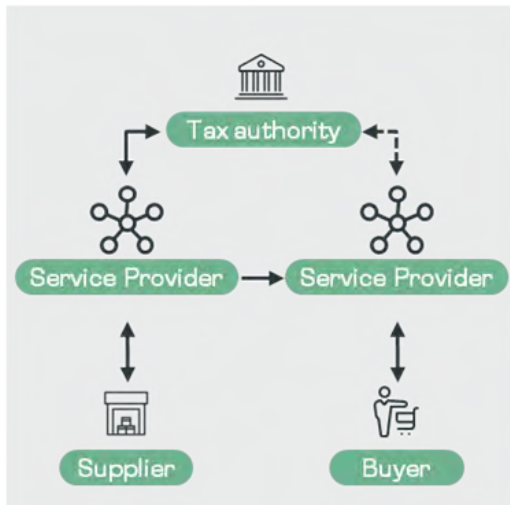 Tax authority
Service Provider
Service Provider
Supplier
Buyer